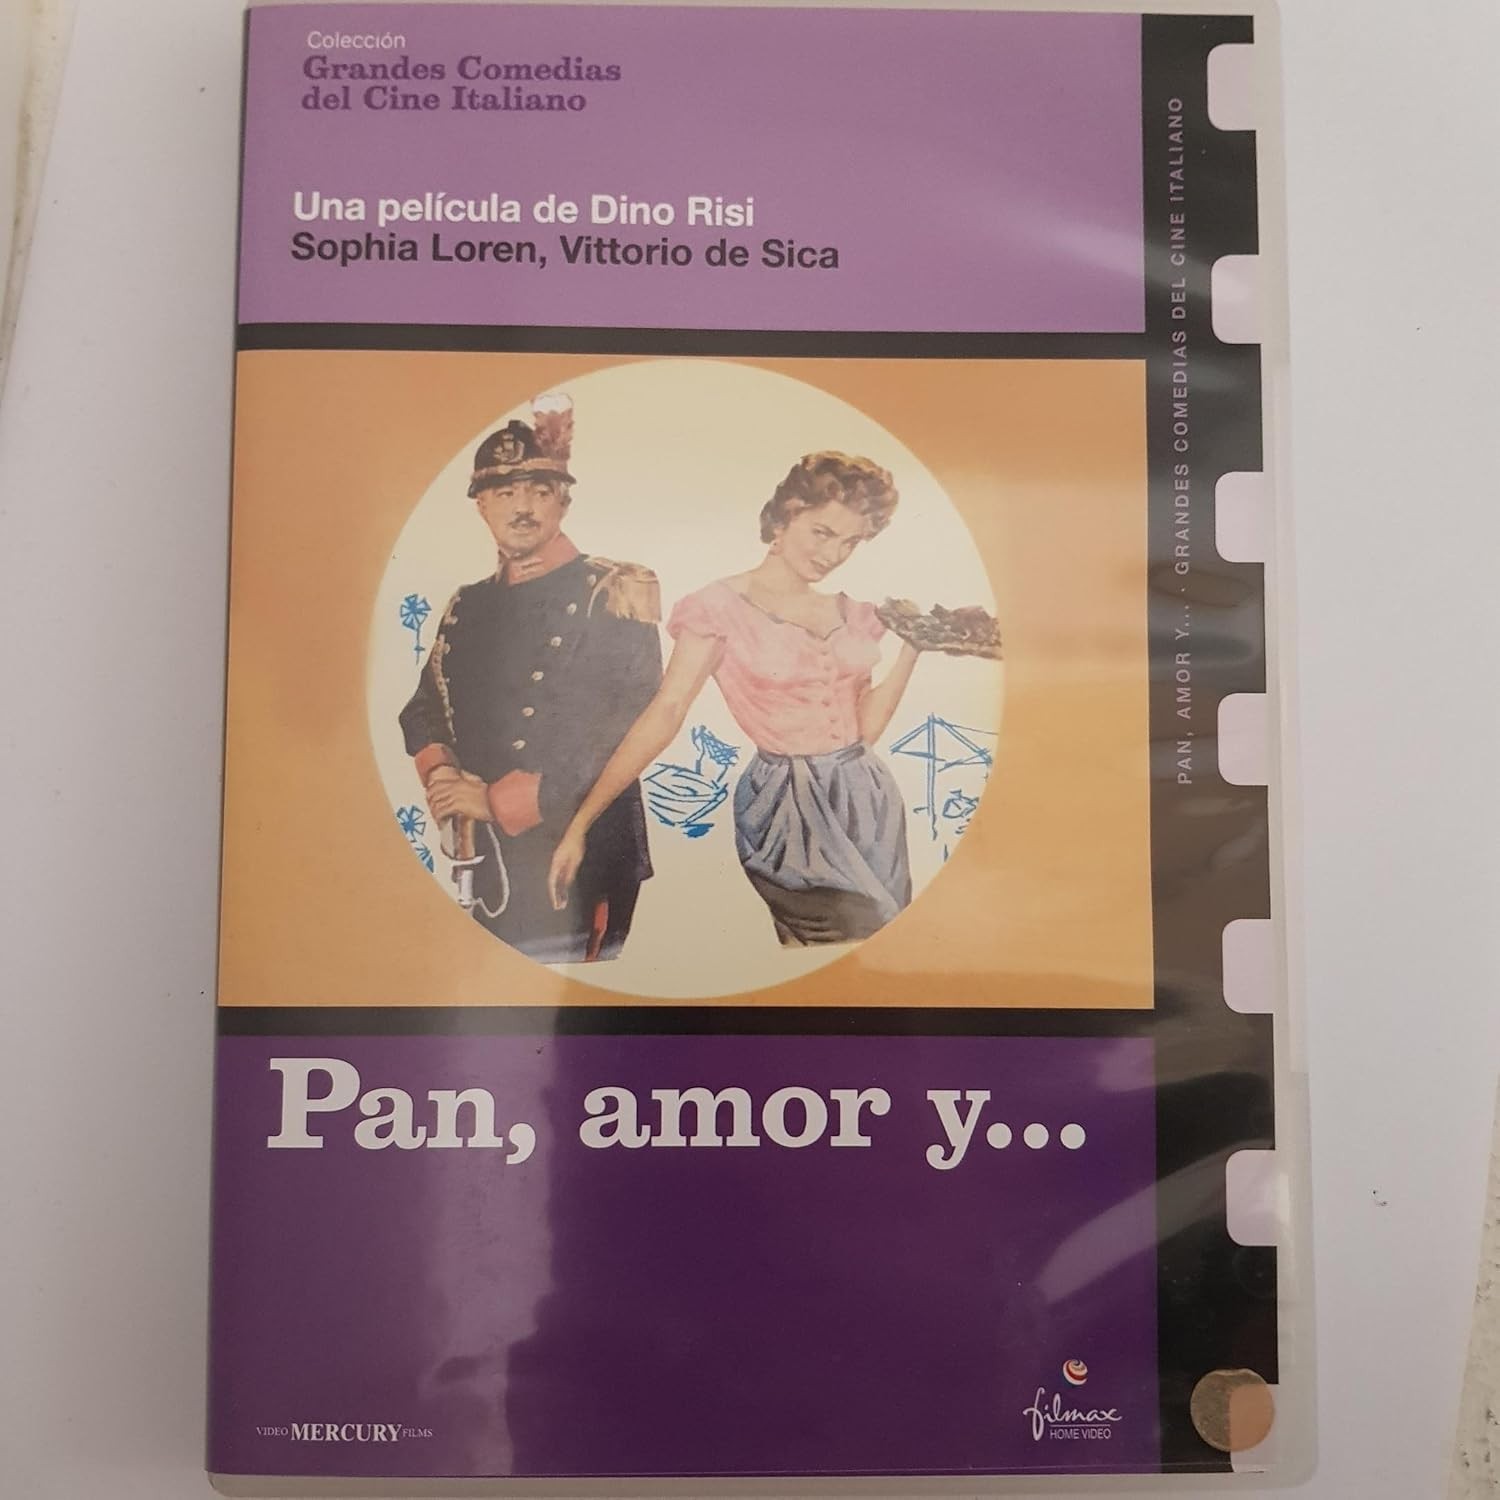 Colección
Grandes Comedias
del Cine Italiano
Una película de Dino Risi
Sophia Loren, Vittorio de Sica
PAN, AMOR Y... · GRANDES COMEDIAS DEL CINE ITALIANO
Pan, amor y...
VIDEO MERCURY FILMS
filmax
HOME VIDEO